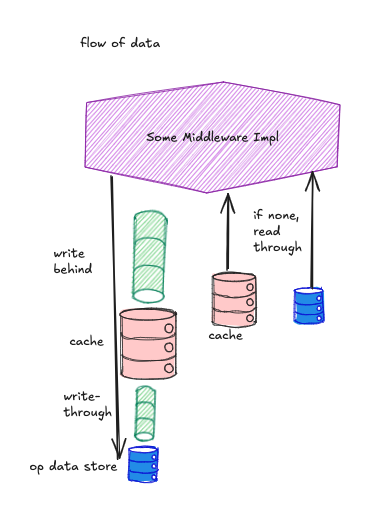 flow of data
Some Middleware Impl
if none,
read
through
write
behind
cache
cache
write-
through
op data store